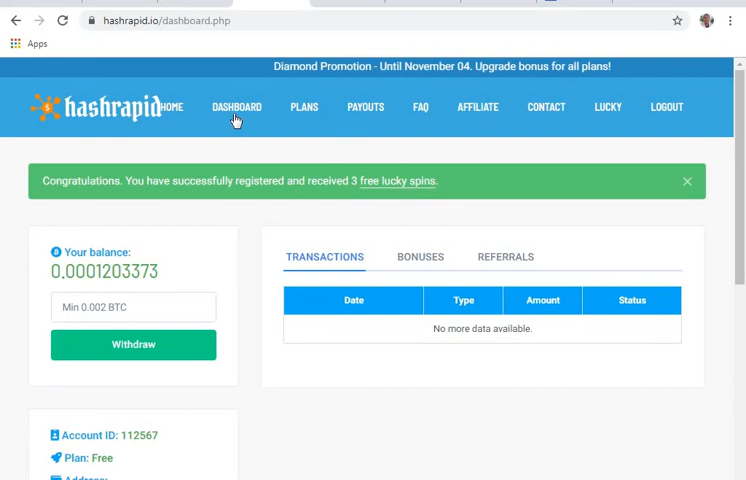 hashrapid.io/dashboard.php
Apps
Diamond Promotion - Until November 04. Upgrade bonus for all plans!
$ hashrapid HOME DASHBOARD PLANS PAYOUTS FAQ AFFILIATE CONTACT LUCKY LOGOUT
Congratulations. You have successfully registered and received 3 free lucky spins. ×
Your balance:
0.0001203373
Min 0.002 BTC
Withdraw
TRANSACTIONS BONUSES REFERRALS
Date Type Amount Status
No more data available.
Account ID: 112567
Plan: Free
Address: